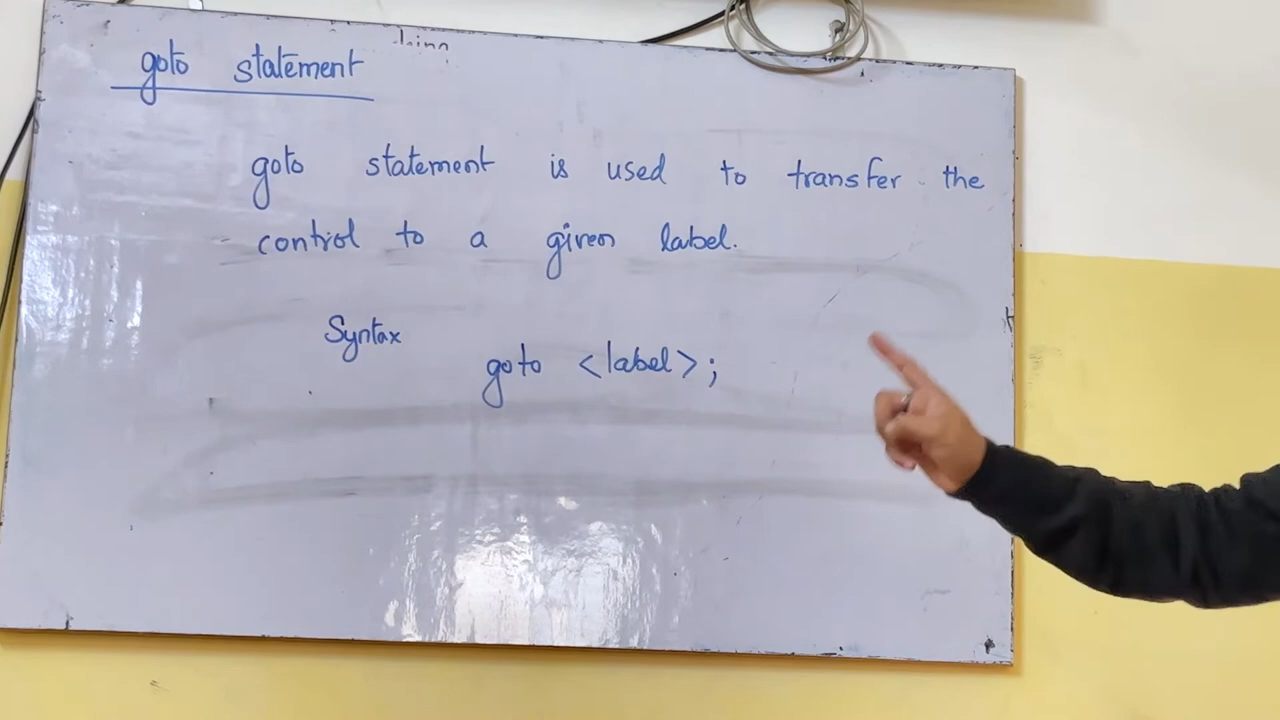 goto statement
goto statement is used to transfer the
control to a given label.
Syntax
goto <label>;